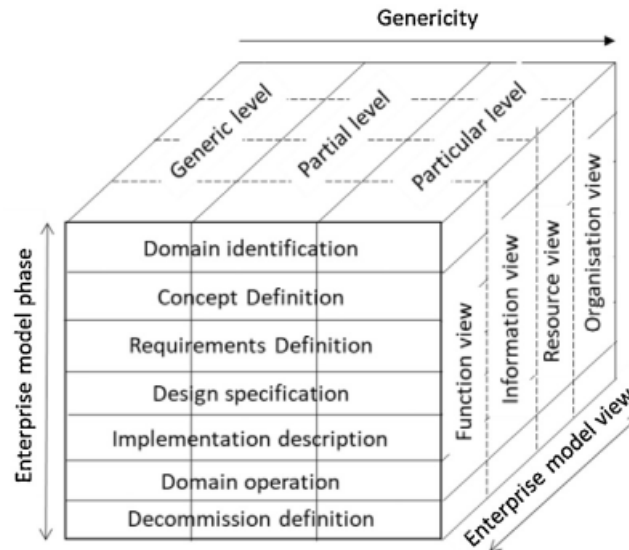 Genericity
Generic level
Partial level
Particular level
Enterprise model phase
Domain identification
Concept Definition
Requirements Definition
Design specification
Implementation description
Domain operation
Decommission definition
Function view
Information view
Resource view
Organisation view
Enterprise model view